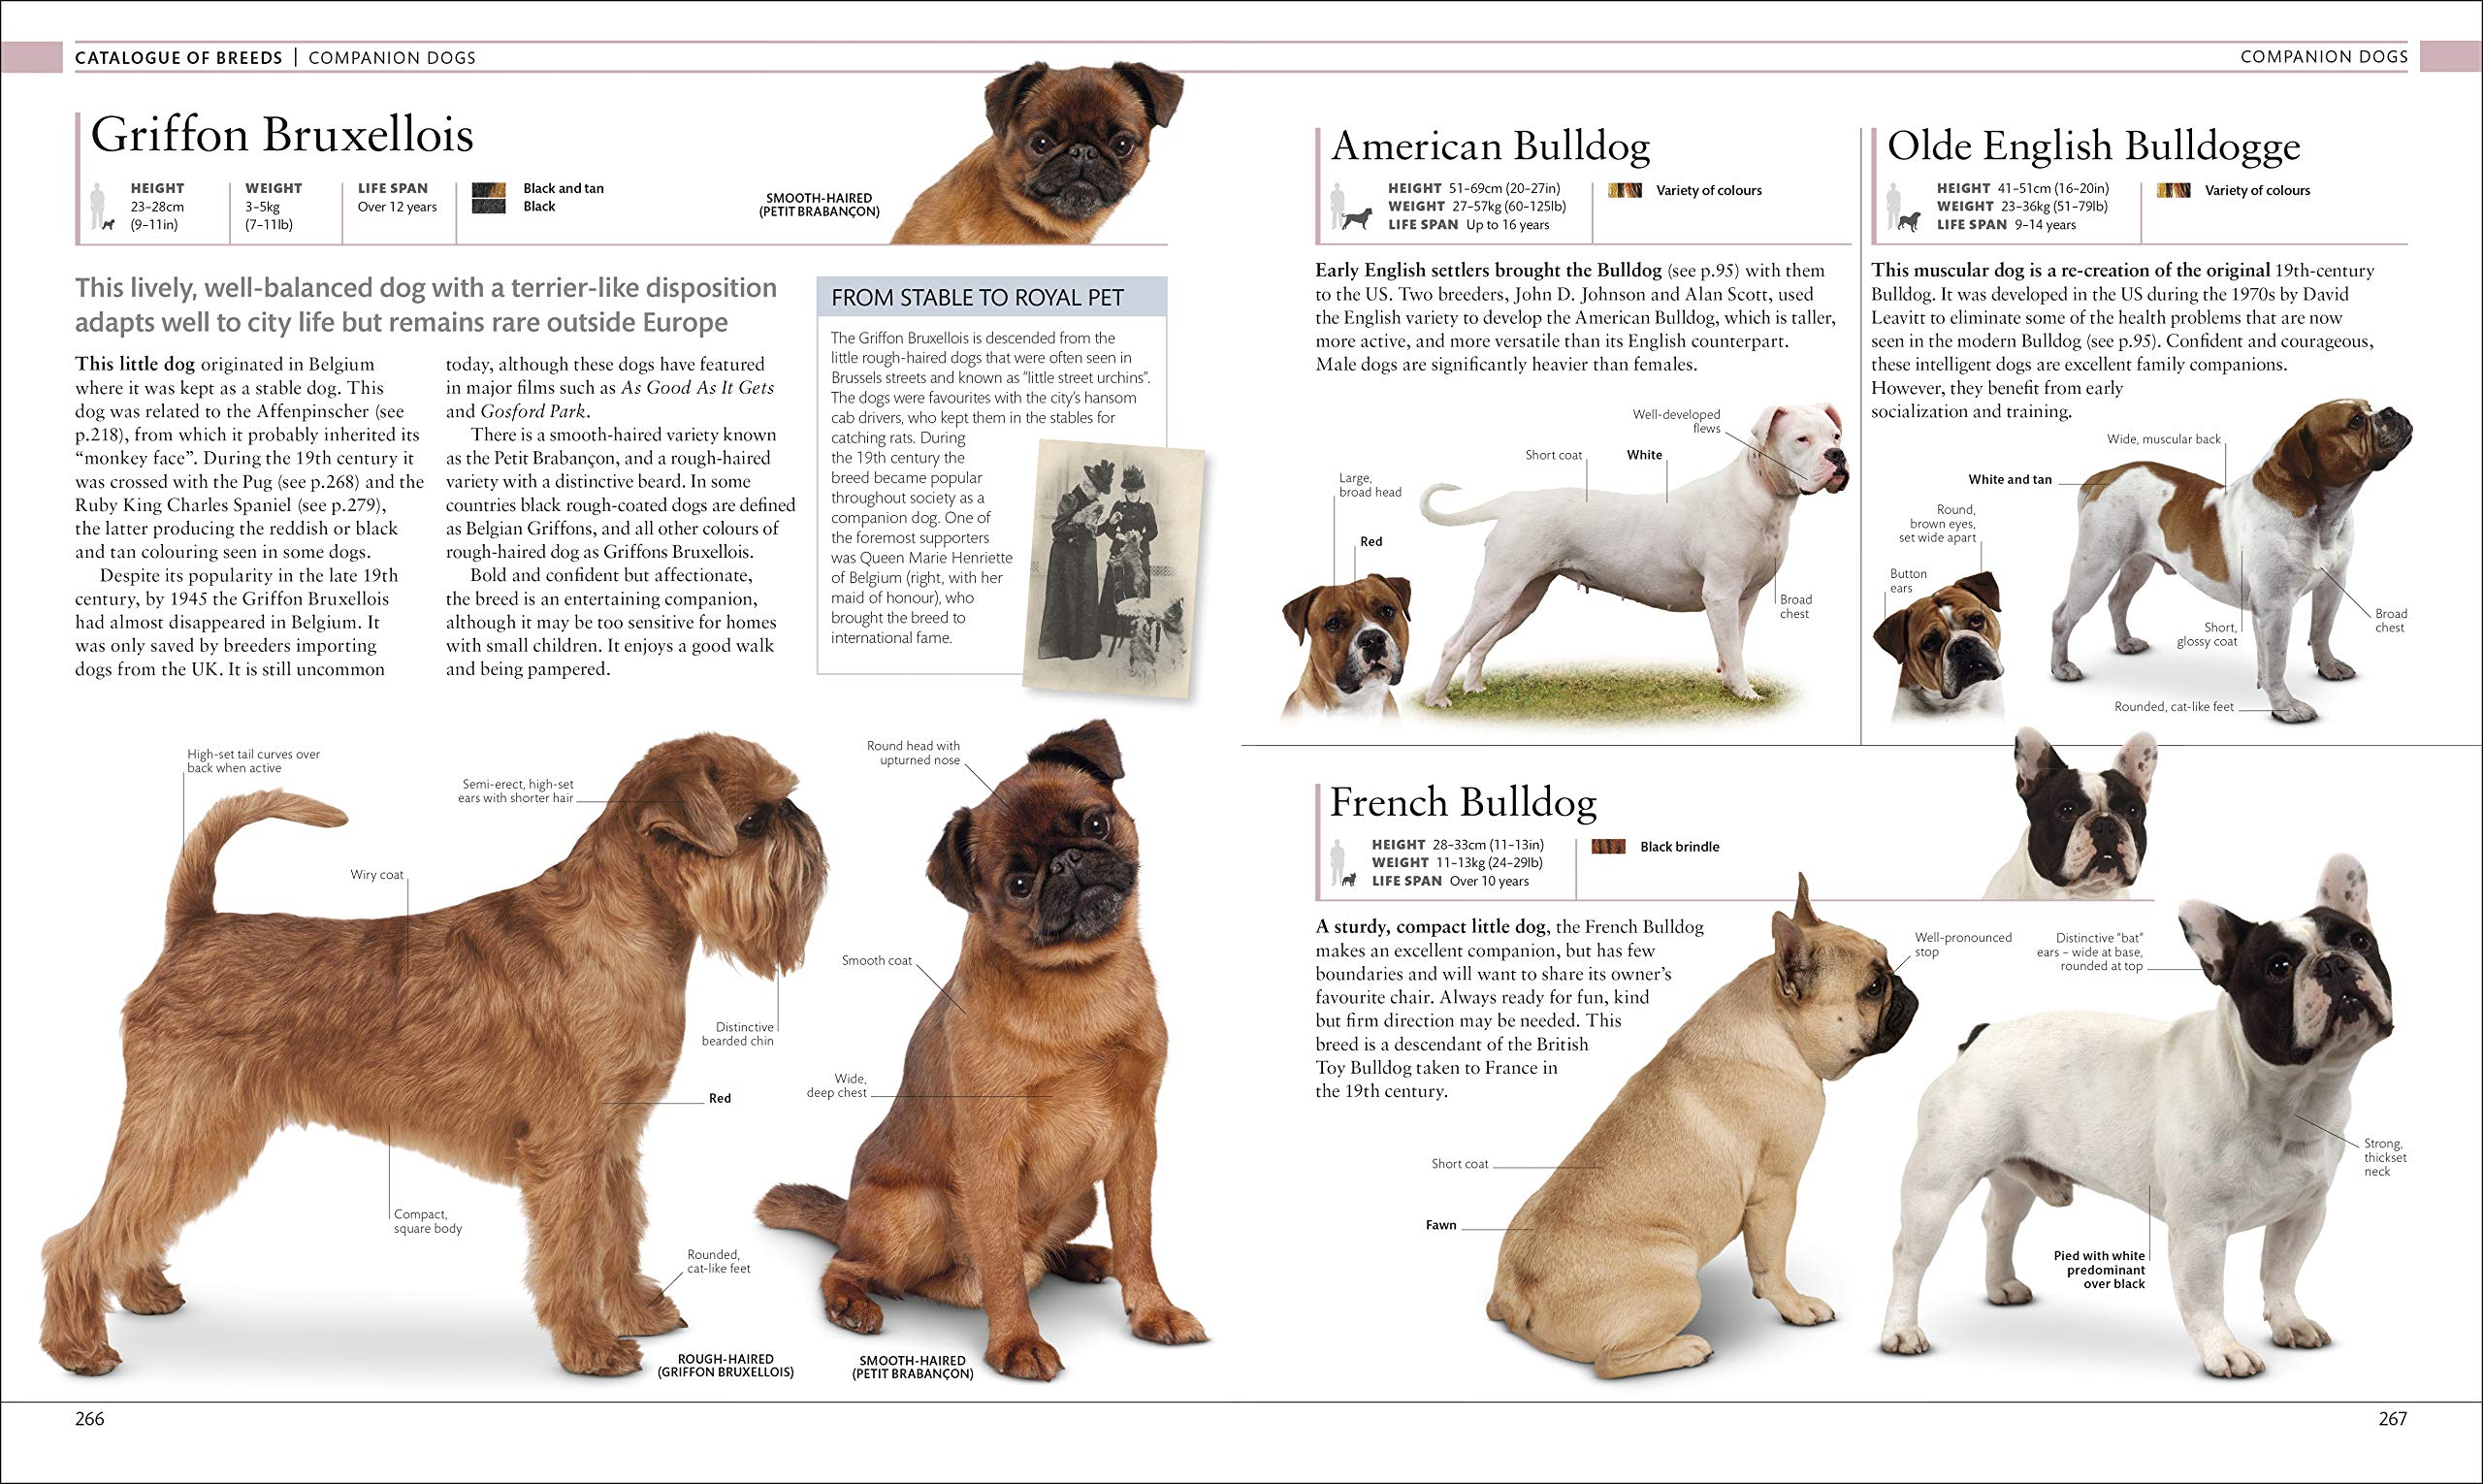 CATALOGUE OF BREEDS | COMPANION DOGS
Griffon Bruxellois
HEIGHT
23–28cm
(9–11in)
WEIGHT
3–5kg
(7–11lb)
LIFE SPAN
Over 12 years
Black and tan
Black
SMOOTH-HAIRED
(PETIT BRABANÇON)
This lively, well-balanced dog with a terrier-like disposition
adapts well to city life but remains rare outside Europe
This little dog originated in Belgium
where it was kept as a stable dog. This
dog was related to the Affenpinscher (see
p.218), from which it probably inherited its
“monkey face”. During the 19th century it
was crossed with the Pug (see p.268) and the
Ruby King Charles Spaniel (see p.279),
the latter producing the reddish or black
and tan colouring seen in some dogs.
Despite its popularity in the late 19th
century, by 1945 the Griffon Bruxellois
had almost disappeared in Belgium. It
was only saved by breeders importing
dogs from the UK. It is still uncommon
today, although these dogs have featured
in major films such as As Good As It Gets
and Gosford Park.
There is a smooth-haired variety known
as the Petit Brabançon, and a rough-haired
variety with a distinctive beard. In some
countries black rough-coated dogs are defined
as Belgian Griffons, and all other colours of
rough-haired dog as Griffons Bruxellois.
Bold and confident but affectionate,
the breed is an entertaining companion,
although it may be too sensitive for homes
with small children. It enjoys a good walk
and being pampered.
FROM STABLE TO ROYAL PET
The Griffon Bruxellois is descended from the
little rough-haired dogs that were often seen in
Brussels streets and known as “little street urchins”.
The dogs were favourites with the city’s hansom
cab drivers, who kept them in the stables for
catching rats. During
the 19th century the
breed became popular
throughout society as a
companion dog. One of
the foremost supporters
was Queen Marie Henriette
of Belgium (right, with her
maid of honour), who
brought the breed to
international fame.
High-set tail curves over
back when active
Semi-erect, high-set
ears with shorter hair
Wiry coat
Distinctive
bearded chin
Red
Compact,
square body
Rounded,
cat-like feet
ROUGH-HAIRED
(GRIFFON BRUXELLOIS)
Round head with
upturned nose
Smooth coat
Wide,
deep chest
SMOOTH-HAIRED
(PETIT BRABANÇON)
266
COMPANION DOGS
American Bulldog
HEIGHT 51–69cm (20–27in)
WEIGHT 27–57kg (60–125lb)
LIFE SPAN Up to 16 years
Variety of colours
Early English settlers brought the Bulldog (see p.95) with them
to the US. Two breeders, John D. Johnson and Alan Scott, used
the English variety to develop the American Bulldog, which is taller,
more active, and more versatile than its English counterpart.
Male dogs are significantly heavier than females.
Well-developed
flews
Short coat
White
Large,
broad head
Red
Broad
chest
Olde English Bulldogge
HEIGHT 41–51cm (16–20in)
WEIGHT 23–36kg (51–79lb)
LIFE SPAN 9–14 years
Variety of colours
This muscular dog is a re-creation of the original 19th-century
Bulldog. It was developed in the US during the 1970s by David
Leavitt to eliminate some of the health problems that are now
seen in the modern Bulldog (see p.95). Confident and courageous,
these intelligent dogs are excellent family companions.
However, they benefit from early
socialization and training.
Wide, muscular back
White and tan
Round,
brown eyes,
set wide apart
Button
ears
Short,
glossy coat
Broad
chest
Rounded, cat-like feet
French Bulldog
HEIGHT 28–33cm (11–13in)
WEIGHT 11–13kg (24–29lb)
LIFE SPAN Over 10 years
Black brindle
A sturdy, compact little dog, the French Bulldog
makes an excellent companion, but has few
boundaries and will want to share its owner’s
favourite chair. Always ready for fun, kind
but firm direction may be needed. This
breed is a descendant of the British
Toy Bulldog taken to France in
the 19th century.
Well-pronounced
stop
Distinctive “bat”
ears – wide at base,
rounded at top
Short coat
Fawn
Strong,
thickset
neck
Pied with white
predominant
over black
267